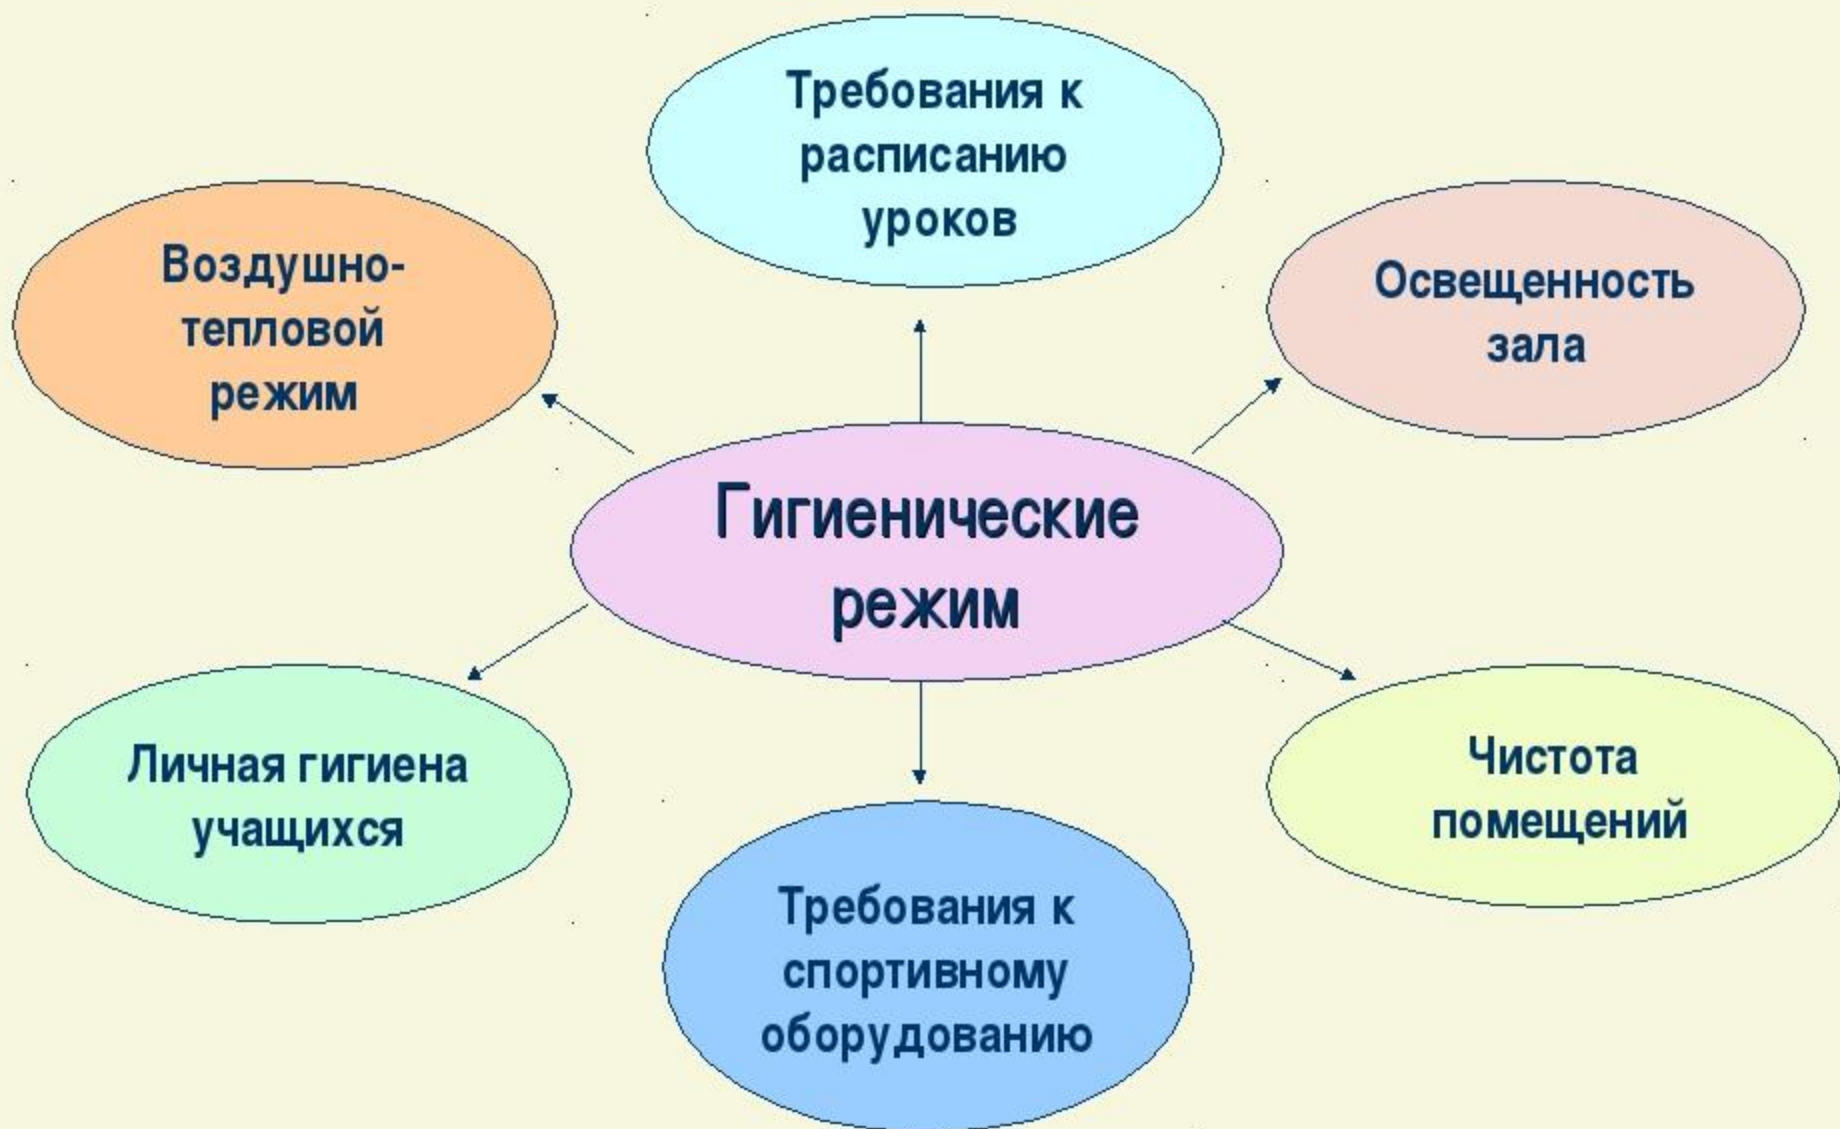 Требования к
расписанию
уроков
Воздушно-
тепловой
режим
Освещенность
зала
Гигиенические
режим
Личная гигиена
учащихся
Чистота
помещений
Требования к
спортивному
оборудованию